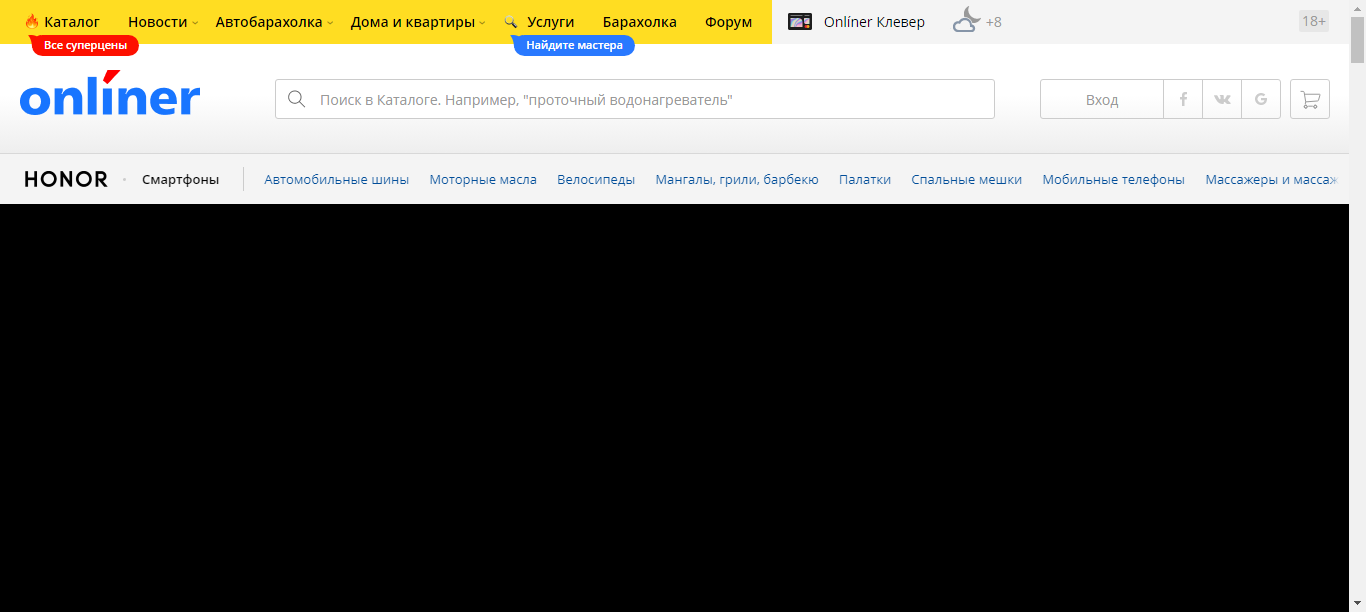 Каталог Новости Автобарахолка Дома и квартиры Услуги Барахолка Форум Onlíner Клевер +8 18+
Все суперцены Найдите мастера
onlíner
Поиск в Каталоге. Например, "проточный водонагреватель"
Вход f G
HONOR Смартфоны Автомобильные шины Моторные масла Велосипеды Мангалы, грили, барбекю Палатки Спальные мешки Мобильные телефоны Массажеры и массаж